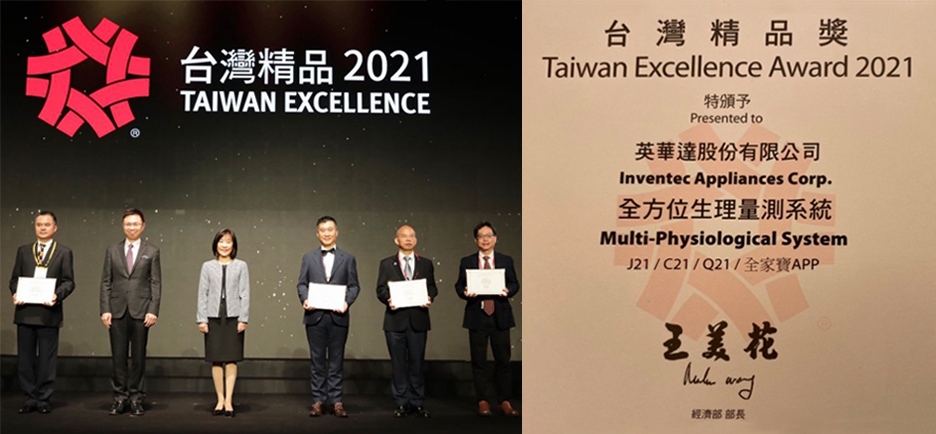 台灣精品 2021
TAIWAN EXCELLENCE
®
台灣精品獎
Taiwan Excellence Award 2021
特頒予
Presented to
英華達股份有限公司
Inventec Appliances Corp.
全方位生理量測系統
Multi-Physiological System
J21 / C21 / Q21 / 全家寶APP
®
王美花
經濟部 部長